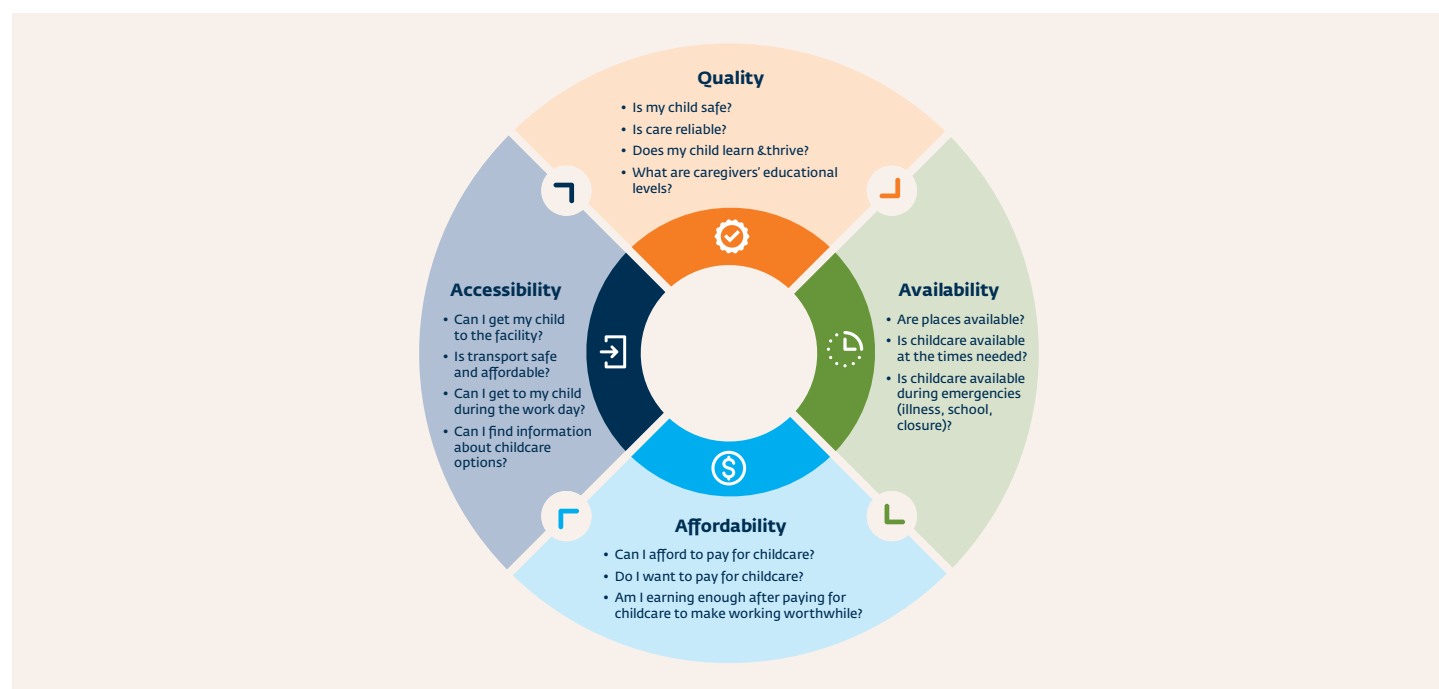 Quality
• Is my child safe?
• Is care reliable?
• Does my child learn &thrive?
• What are caregivers' educational
levels?
Accessibility
• Can I get my child
to the facility?
• Is transport safe
and affordable?
• Can I get to my child
during the work day?
• Can I find information
about childcare
options?
Availability
• Are places available?
• Is childcare available
at the times needed?
• Is childcare available
during emergencies
(illness, school,
closure)?
Affordability
• Can I afford to pay for childcare?
• Do I want to pay for childcare?
• Am I earning enough after paying for
childcare to make working worthwhile?